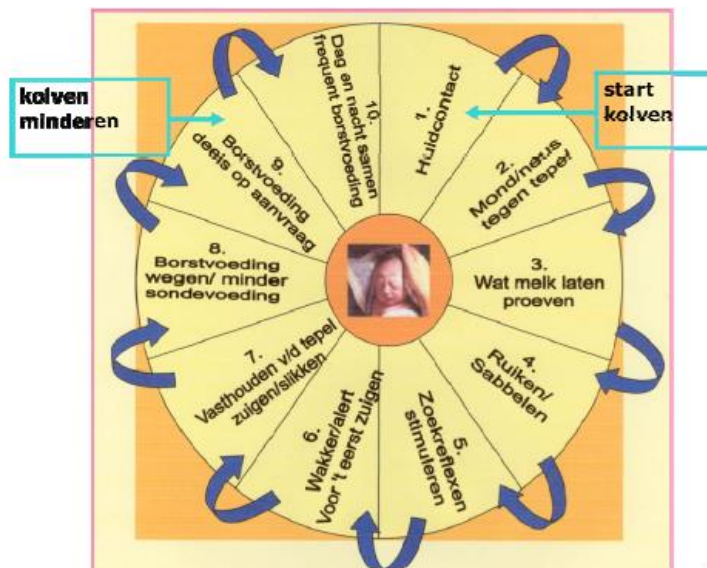 kolven
minderen
start
kolven
1.
Huidcontact
2.
Mond/neus
tegen tepel
3.
Wat melk laten
proeven
4.
Ruiken/
Sabbelen
5.
Zoekreflexen
stimuleren
6.
Wakker/alert
Voor 't eerst zuigen
7.
Vasthouden v/d tepel
zuigen/slikken
8.
Borstvoeding
wegen/ minder
sondevoeding
9.
Borstvoeding
deels op aanvraag
10.
Dag en nacht samen
frequent borstvoeding